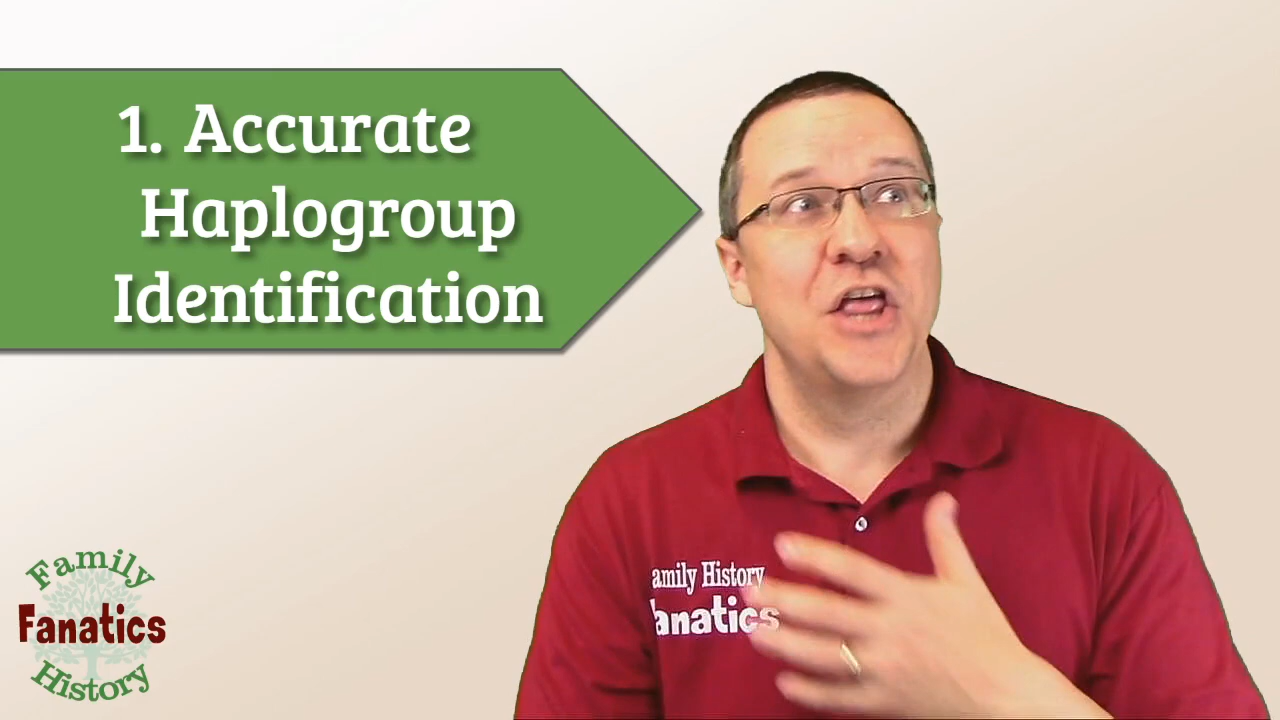 1. Accurate
Haplogroup
Identification
amily History
anatics
Family
Fanatics
History